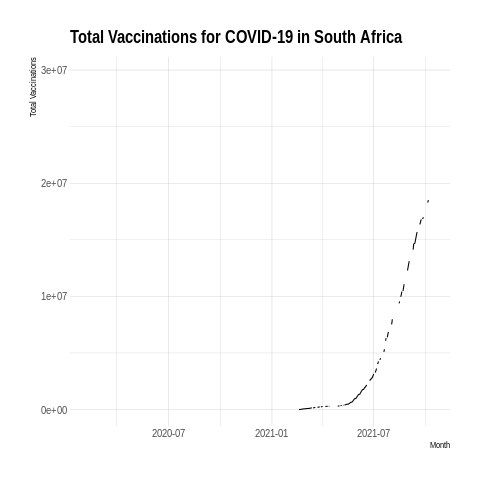 Total Vaccinations for COVID-19 in South Africa
Total Vaccinations
3e+07
2e+07
1e+07
0e+00
2020-07 2021-01 2021-07
Month